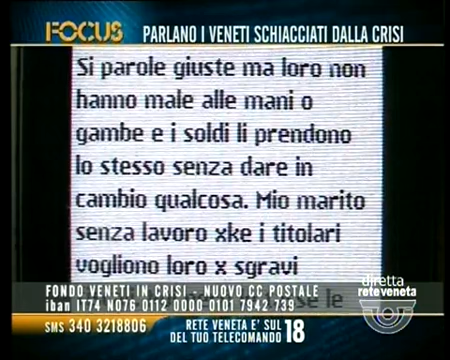 FOCUS PARLANO I VENETI SCHIACCIATI DALLA CRISI
Si parole giuste ma loro non
hanno male alle mani o
gambe e i soldi li prendono
lo stesso senza dare in
cambio qualcosa. Mio marito
senza lavoro xke i titolari
vogliono loro x sgravi
se le
diretta
reteveneta
FONDO VENETI IN CRISI - NUOVO CC POSTALE
iban IT74 N076 0112 0000 0101 7942 739
SMS 340 3218806
RETE VENETA E' SUL
DEL TUO TELECOMANDO 18